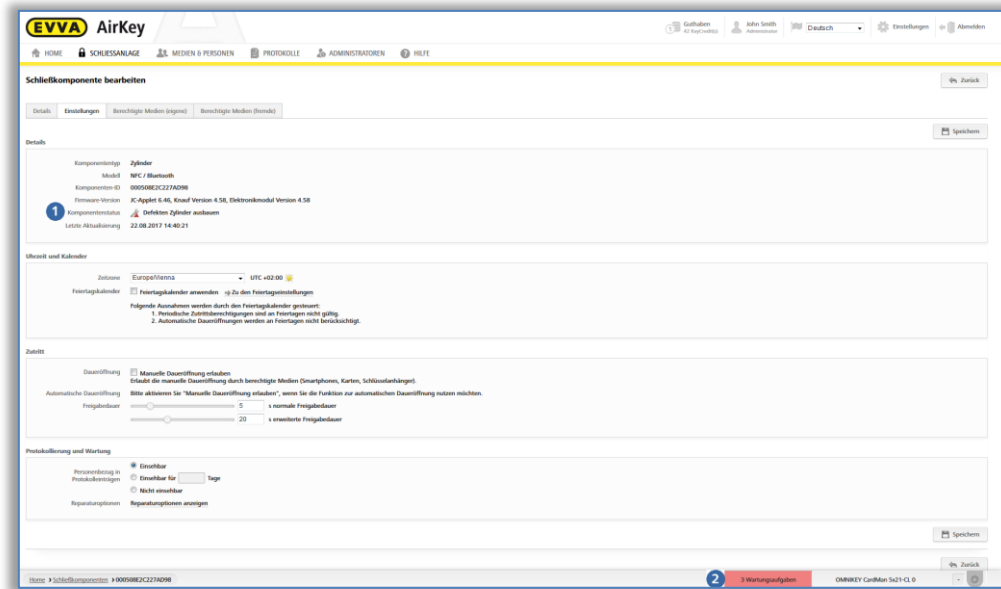 EVVA AirKey
Guthaben
42 KeyCredit(s)
John Smith
Administrator
Deutsch
Einstellungen
Abmelden
HOME SCHLIESSANLAGE MEDIEN & PERSONEN PROTOKOLLE ADMINISTRATOREN HILFE
Schließkomponente bearbeiten
Zurück
Details Einstellungen Berechtigte Medien (eigene) Berechtigte Medien (fremde)
Speichern
Details
Komponententyp Zylinder
Modell NFC / Bluetooth
Komponenten-ID 000508E2C227AD98
Firmware-Version JC-Applet 6.46, Knauf Version 4.58, Elektronikmodul Version 4.58
1 Komponentenstatus Defekten Zylinder ausbauen
Letzte Aktualisierung 22.08.2017 14:40:21
Uhrzeit und Kalender
Zeitzone Europe/Vienna UTC +02:00
Feiertagskalender Feiertagskalender anwenden Zu den Feiertagseinstellungen
Folgende Ausnahmen werden durch den Feiertagskalender gesteuert:
1. Periodische Zutrittsberechtigungen sind an Feiertagen nicht gültig.
2. Automatische Daueröffnungen werden an Feiertagen nicht berücksichtigt.
Zutritt
Daueröffnung Manuelle Daueröffnung erlauben
Erlaubt die manuelle Daueröffnung durch berechtigte Medien (Smartphones, Karten, Schlüsselanhänger).
Automatische Daueröffnung Bitte aktivieren Sie "Manuelle Daueröffnung erlauben", wenn Sie die Funktion zur automatischen Daueröffnung nutzen möchten.
Freigabedauer 5 s normale Freigabedauer
20 s erweiterte Freigabedauer
Protokollierung und Wartung
Personenbezug in Protokolleinträgen
Einsehbar
Einsehbar für Tage
Nicht einsehbar
Reparaturoptionen Reparaturoptionen anzeigen
Speichern
Zurück
Home Schließkomponenten 000508E2C227AD98
2 3 Wartungsaufgaben OMNIKEY CardMan 5x21-CL 0